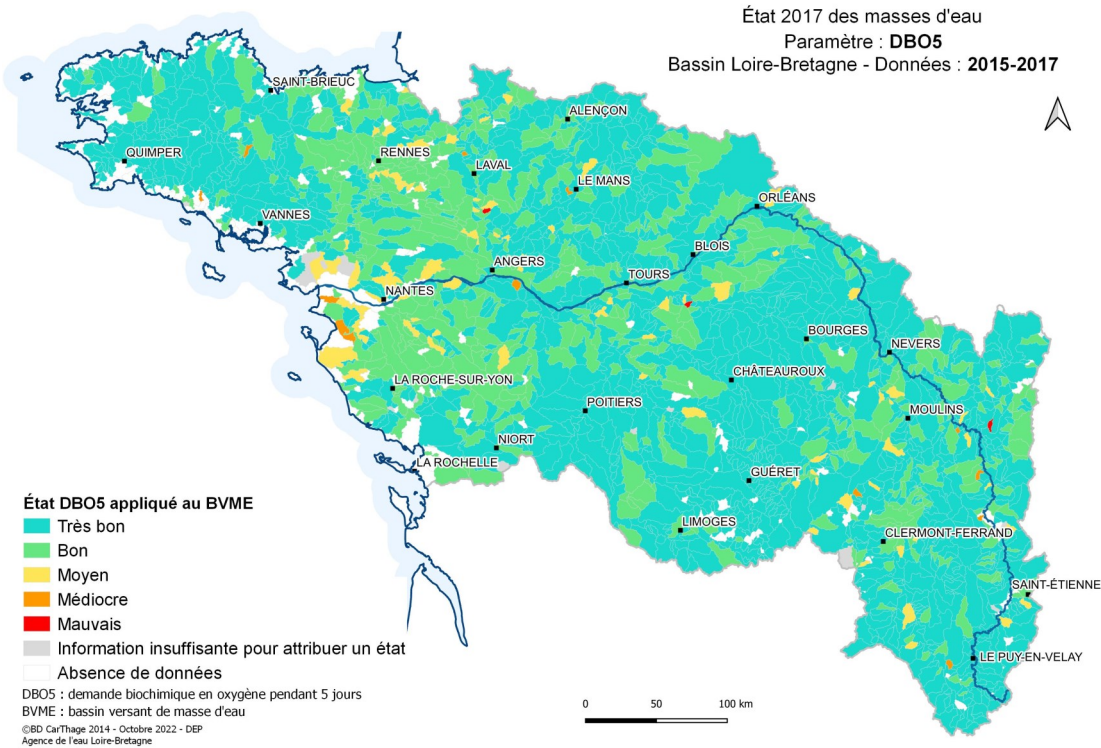 État 2017 des masses d'eau
Paramètre : DBO5
Bassin Loire-Bretagne - Données : 2015-2017
SAINT-BRIEUC
ALENÇON
QUIMPER
RENNES
LAVAL
LE MANS
ORLÉANS
VANNES
BLOIS
ANGERS
TOURS
NANTES
BOURGES
NEVERS
LA ROCHE-SUR-YON
CHÂTEAUROUX
POITIERS
MOULINS
NIORT
LA ROCHELLE
GUÉRET
LIMOGES
CLERMONT-FERRAND
SAINT-ÉTIENNE
LE PUY-EN-VELAY
État DBO5 appliqué au BVME
Très bon
Bon
Moyen
Médiocre
Mauvais
Information insuffisante pour attribuer un état
Absence de données
DBO5 : demande biochimique en oxygène pendant 5 jours
BVME : bassin versant de masse d'eau
©BD CarThage 2014 - Octobre 2022 - DEP
Agence de l'eau Loire-Bretagne
0 50 100 km